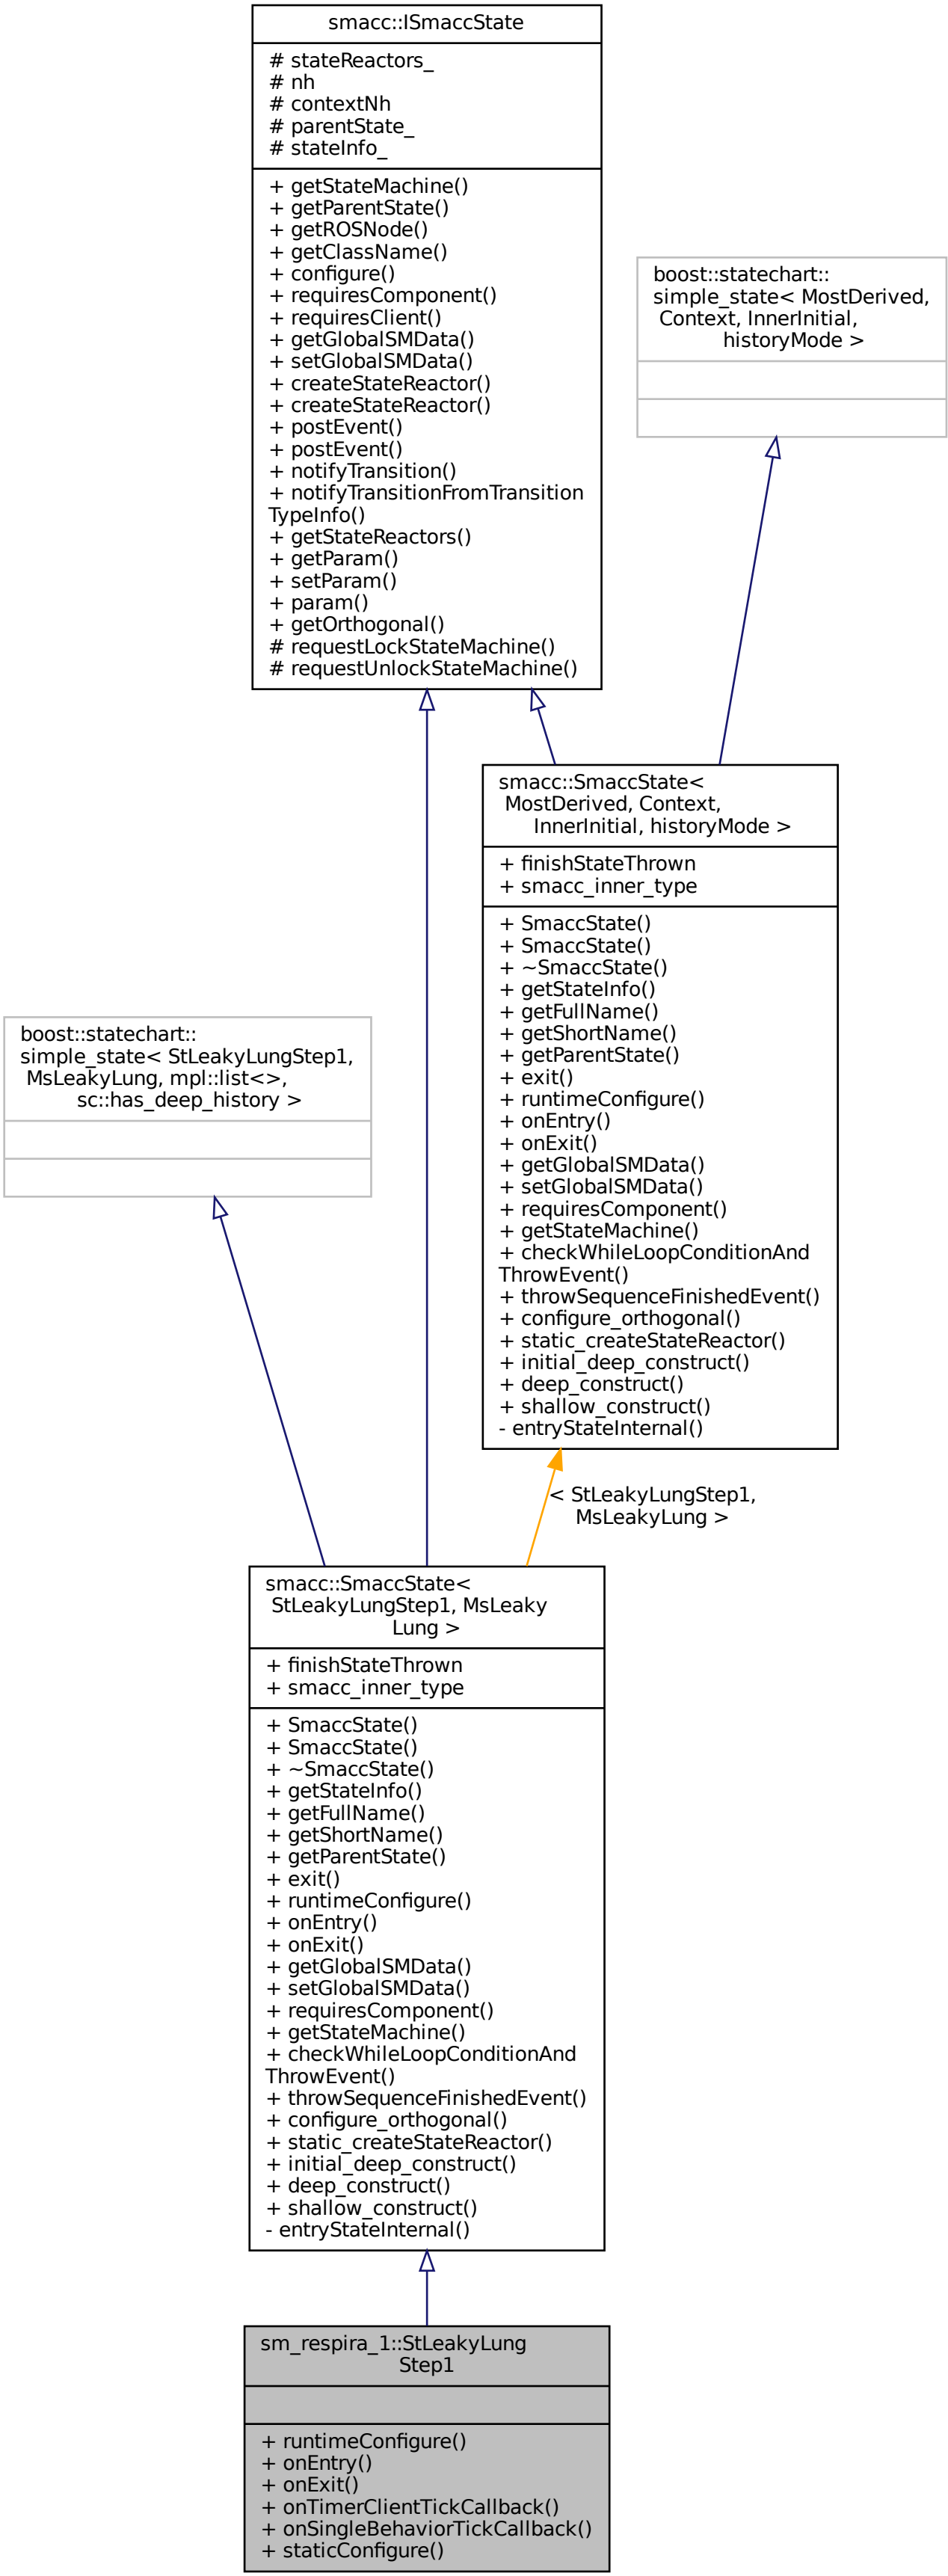 smacc::ISmaccState
# stateReactors_
# nh
# contextNh
# parentState_
# stateInfo_
+ getStateMachine()
+ getParentState()
+ getROSNode()
+ getClassName()
+ configure()
+ requiresComponent()
+ requiresClient()
+ getGlobalSMData()
+ setGlobalSMData()
+ createStateReactor()
+ createStateReactor()
+ postEvent()
+ postEvent()
+ notifyTransition()
+ notifyTransitionFromTransition
TypeInfo()
+ getStateReactors()
+ getParam()
+ setParam()
+ param()
+ getOrthogonal()
# requestLockStateMachine()
# requestUnlockStateMachine()
boost::statechart::
simple_state< MostDerived,
Context, InnerInitial,
historyMode >
smacc::SmaccState<
MostDerived, Context,
InnerInitial, historyMode >
+ finishStateThrown
+ smacc_inner_type
+ SmaccState()
+ SmaccState()
+ ~SmaccState()
+ getStateInfo()
+ getFullName()
+ getShortName()
+ getParentState()
+ exit()
+ runtimeConfigure()
+ onEntry()
+ onExit()
+ getGlobalSMData()
+ setGlobalSMData()
+ requiresComponent()
+ getStateMachine()
+ checkWhileLoopConditionAnd
ThrowEvent()
+ throwSequenceFinishedEvent()
+ configure_orthogonal()
+ static_createStateReactor()
+ initial_deep_construct()
+ deep_construct()
+ shallow_construct()
- entryStateInternal()
boost::statechart::
simple_state< StLeakyLungStep1,
MsLeakyLung, mpl::list<>,
sc::has_deep_history >
< StLeakyLungStep1,
MsLeakyLung >
smacc::SmaccState<
StLeakyLungStep1, MsLeaky
Lung >
+ finishStateThrown
+ smacc_inner_type
+ SmaccState()
+ SmaccState()
+ ~SmaccState()
+ getStateInfo()
+ getFullName()
+ getShortName()
+ getParentState()
+ exit()
+ runtimeConfigure()
+ onEntry()
+ onExit()
+ getGlobalSMData()
+ setGlobalSMData()
+ requiresComponent()
+ getStateMachine()
+ checkWhileLoopConditionAnd
ThrowEvent()
+ throwSequenceFinishedEvent()
+ configure_orthogonal()
+ static_createStateReactor()
+ initial_deep_construct()
+ deep_construct()
+ shallow_construct()
- entryStateInternal()
sm_respira_1::StLeakyLung
Step1
+ runtimeConfigure()
+ onEntry()
+ onExit()
+ onTimerClientTickCallback()
+ onSingleBehaviorTickCallback()
+ staticConfigure()